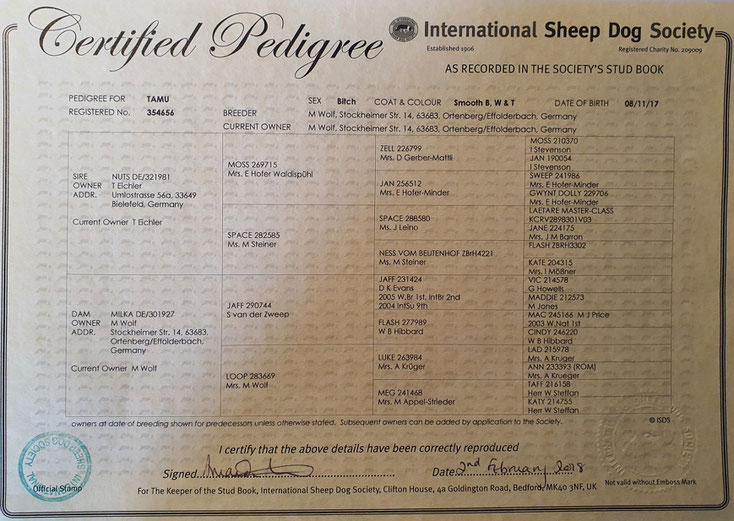 Certified Pedigree
International Sheep Dog Society
Established 1906
Registered Charity No. 209009
AS RECORDED IN THE SOCIETY'S STUD BOOK
PEDIGREE FOR TAMU
SEX Bitch COAT & COLOUR Smooth B, W & T DATE OF BIRTH 08/11/17
REGISTERED No. 354656
BREEDER M Wolf, Stockheimer Str. 14, 63683, Ortenberg/Effolderbach, Germany
CURRENT OWNER M Wolf, Stockheimer Str. 14, 63683, Ortenberg/Effolderbach, Germany
SIRE NUTS DE/321981
OWNER T Eichler
ADDR. Umlostrasse 56a, 33649
Bielefeld, Germany
Current Owner T Eichler
DAM MILKA DE/301927
OWNER M Wolf
ADDR. Stockheimer Str. 14, 63683,
Ortenberg/Effolderbach,
Germany
Current Owner M Wolf
MOSS 269715
Mrs. E Hofer Waldispühl
SPACE 282585
Ms. M Steiner
JAFF 290744
S van der Zweep
LOOP 283669
Mrs. M Wolf
ZELL 226799
Mrs. D Gerber-Mattli
JAN 256512
Mrs. E Hofer-Minder
SPACE 288580
Ms. J Leino
NESS VOM BEUTENHOF ZBrH4221
Ms. M Steiner
JAFF 231424
D K Evans
2005 W.Br 1st. IntBr 2nd
2004 IntSu 9th
FLASH 277989
W B Hibbard
LUKE 263984
Mrs. A Krüger
MEG 241468
Mrs. M Appel-Strieder
MOSS 210370
I Stevenson
JAN 190054
I Stevenson
SWEEP 241986
Mrs. E Hofer-Minder
GWYNT DOLLY 229706
Mrs. E Hofer-Minder
LAETARE MASTER-CLASS
KCRV2898301V03
JANE 224175
Mrs. J M Barron
FLASH ZBRH3302
KATE 204315
Mrs. I Mößner
VIC 214578
G Howells
MADDIE 212573
M Jones
MAC 245166 M J Price
2003 W.Nat 1st
CINDY 246220
W B Hibbard
LAD 215978
Mrs. A Kruger
ANN 233393 (ROM)
Mrs. A Krueger
TAFF 216158
Herr W Steffan
KATY 214755
Herr W Steffan
owners at date of breeding shown for predecessors unless otherwise stated. Subsequent owners can be added by application to the Society.
© ISDS
I certify that the above details have been correctly reproduced
Signed
Date 2nd February 2018
Official Stamp
Not valid without Emboss Mark
For The Keeper of the Stud Book, International Sheep Dog Society, Clifton House, 4a Goldington Road, Bedford, MK40 3NF, UK